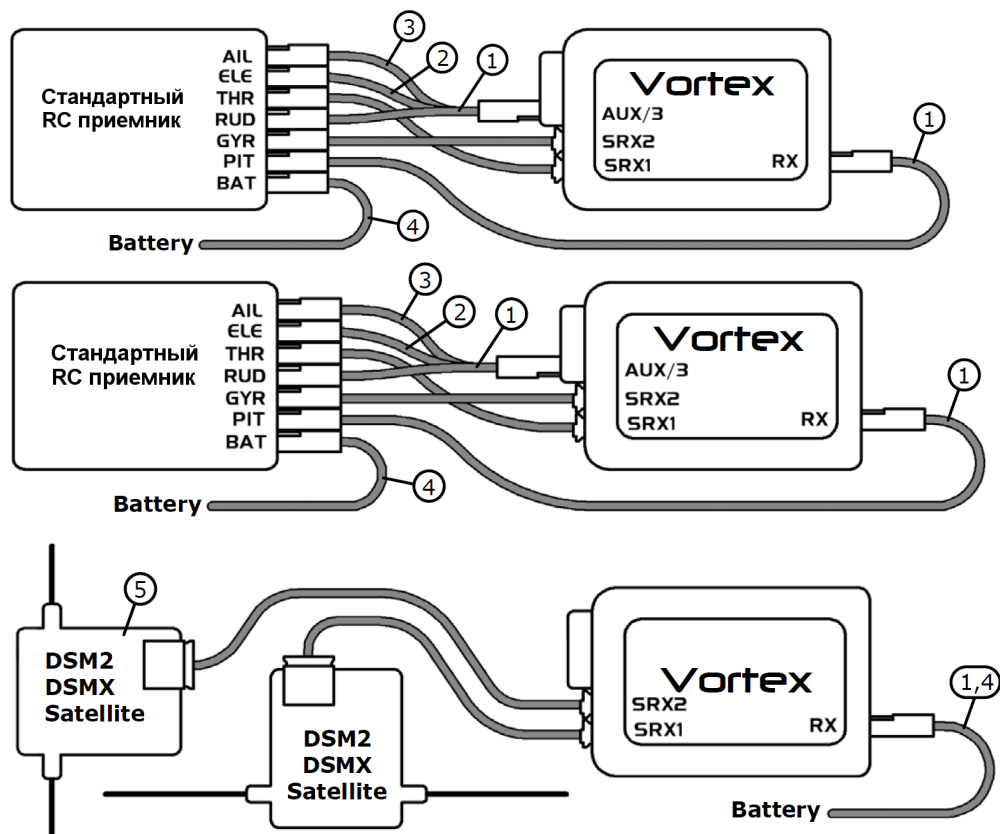 3
2
1
AIL
ELE
THR
RUD
GYR
PIT
BAT
Стандартный
RC приемник
Vortex
AUX/3
SRX2
SRX1
RX
1
4
Battery
3
2
1
AIL
ELE
THR
RUD
GYR
PIT
BAT
Стандартный
RC приемник
Vortex
AUX/3
SRX2
SRX1
RX
1
4
Battery
5
DSM2
DSMX
Satellite
DSM2
DSMX
Satellite
Vortex
SRX2
SRX1
RX
1,4
Battery